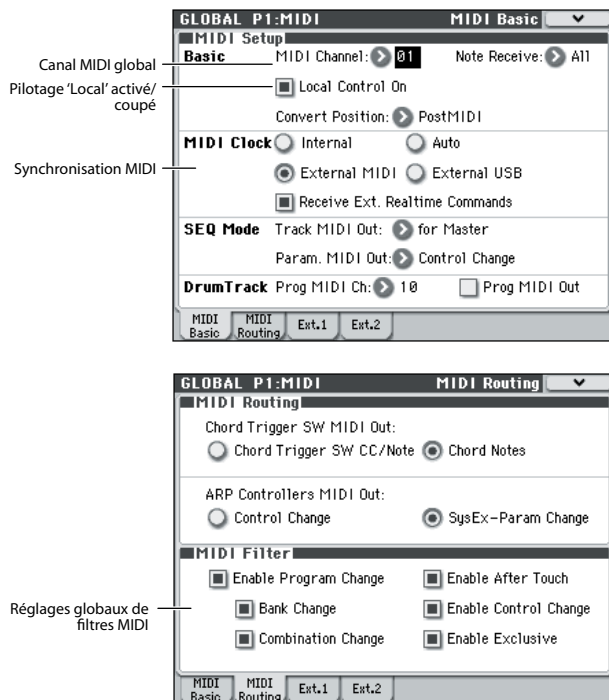 GLOBAL P1:MIDI MIDI Basic
MIDI Setup
Canal MIDI global
Basic MIDI Channel: 01 Note Receive: All
Pilotage 'Local' activé/
coupé
Local Control On
Convert Position: PostMIDI
MIDI Clock Internal Auto
Synchronisation MIDI
External MIDI External USB
Receive Ext. Realtime Commands
SEQ Mode Track MIDI Out: for Master
Param. MIDI Out: Control Change
DrumTrack Prog MIDI Ch: 10 Prog MIDI Out
MIDI Basic MIDI Routing Ext.1 Ext.2
GLOBAL P1:MIDI MIDI Routing
MIDI Routing
Chord Trigger SW MIDI Out:
Chord Trigger SW CC/Note Chord Notes
ARP Controllers MIDI Out:
Control Change SysEx-Param Change
MIDI Filter
Enable Program Change Enable After Touch
Réglages globaux de
filtres MIDI
Bank Change Enable Control Change
Combination Change Enable Exclusive
MIDI Basic MIDI Routing Ext.1 Ext.2